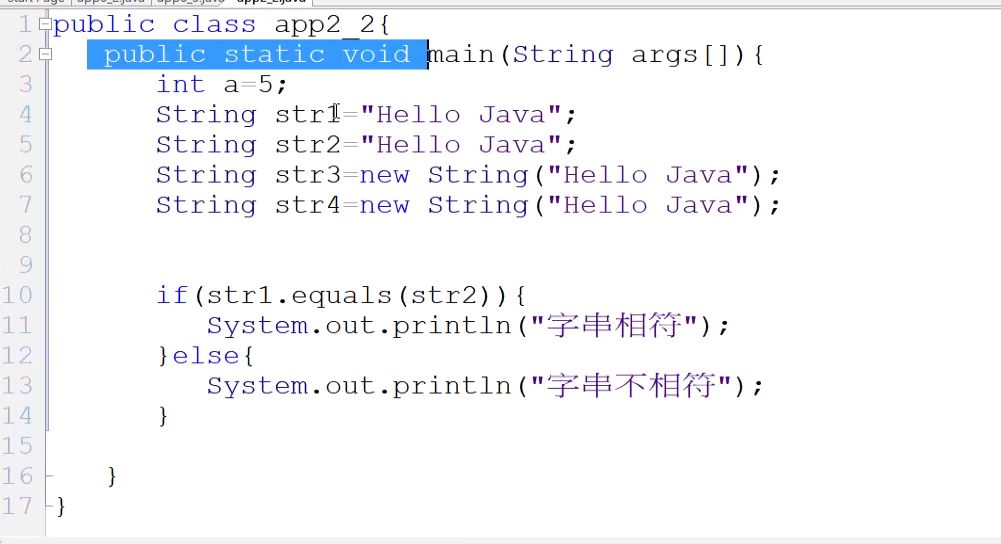 1 public class app2_2{
2 public static void main(String args[]){
3 int a=5;
4 String str1="Hello Java";
5 String str2="Hello Java";
6 String str3=new String("Hello Java");
7 String str4=new String("Hello Java");
8
9
10 if(str1.equals(str2)){
11 System.out.println("字串相符");
12 }else{
13 System.out.println("字串不相符");
14 }
15
16 }
17 }